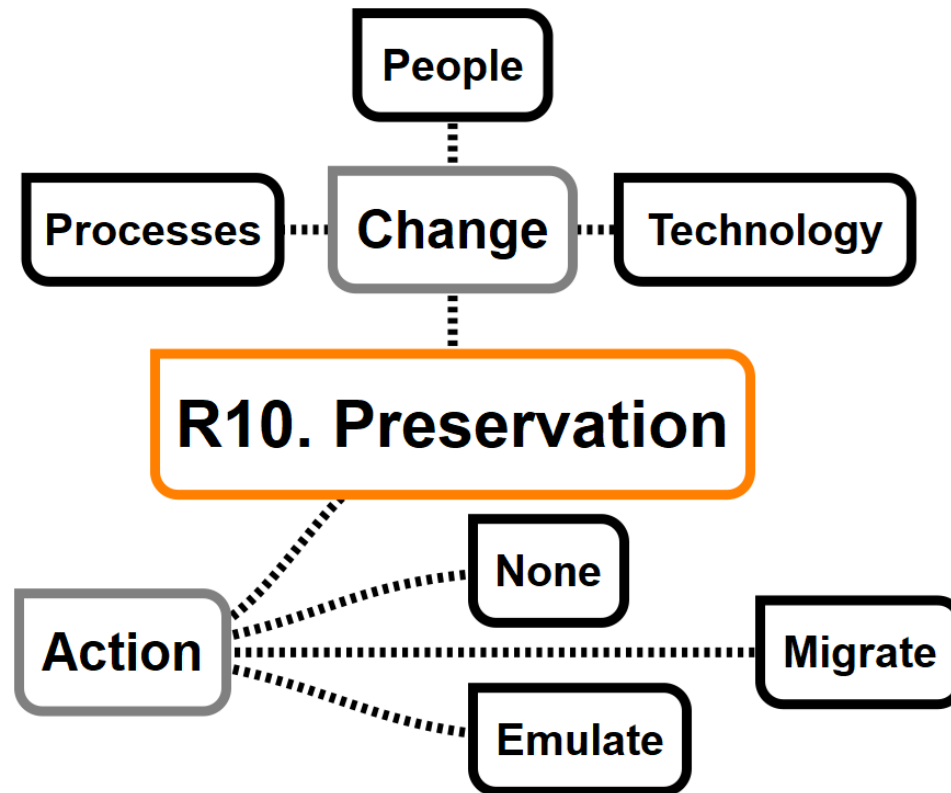 People
Processes
Change
Technology
R10. Preservation
None
Action
Migrate
Emulate